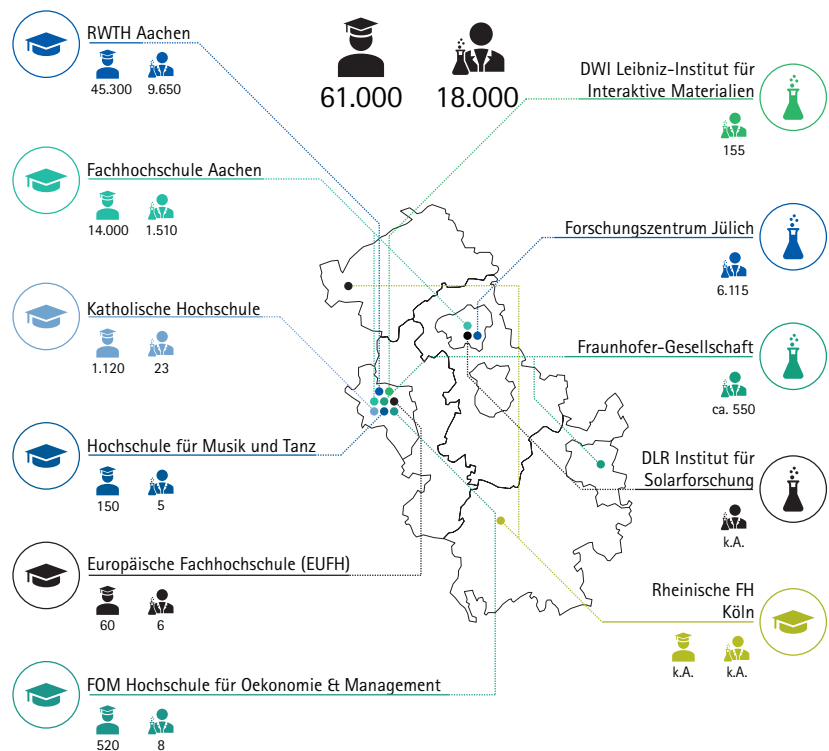 61.000
18.000
RWTH Aachen
45.300
9.650
Fachhochschule Aachen
14.000
1.510
Katholische Hochschule
1.120
23
Hochschule für Musik und Tanz
150
5
Europäische Fachhochschule (EUFH)
60
6
FOM Hochschule für Oekonomie & Management
520
8
DWI Leibniz-Institut für
Interaktive Materialien
155
Forschungszentrum Jülich
6.115
Fraunhofer-Gesellschaft
ca. 550
DLR Institut für
Solarforschung
k.A.
Rheinische FH
Köln
k.A.
k.A.